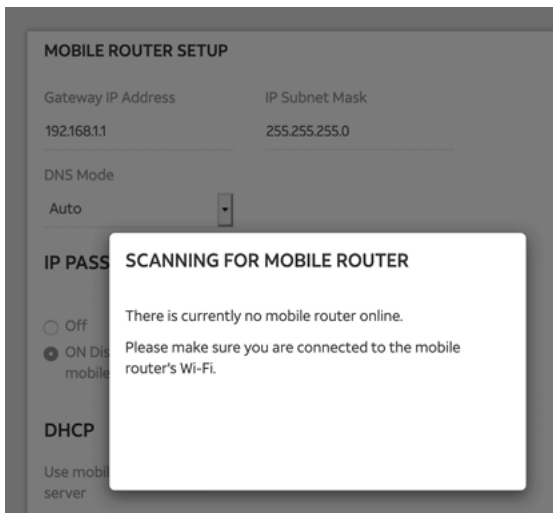 MOBILE ROUTER SETUP
Gateway IP Address IP Subnet Mask
192.168.1.1 255.255.255.0
DNS Mode
Auto
IP PASS
SCANNING FOR MOBILE ROUTER
There is currently no mobile router online.
Off
Please make sure you are connected to the mobile
ON Dis
router's Wi-Fi.
mobile
DHCP
Use mobil
server